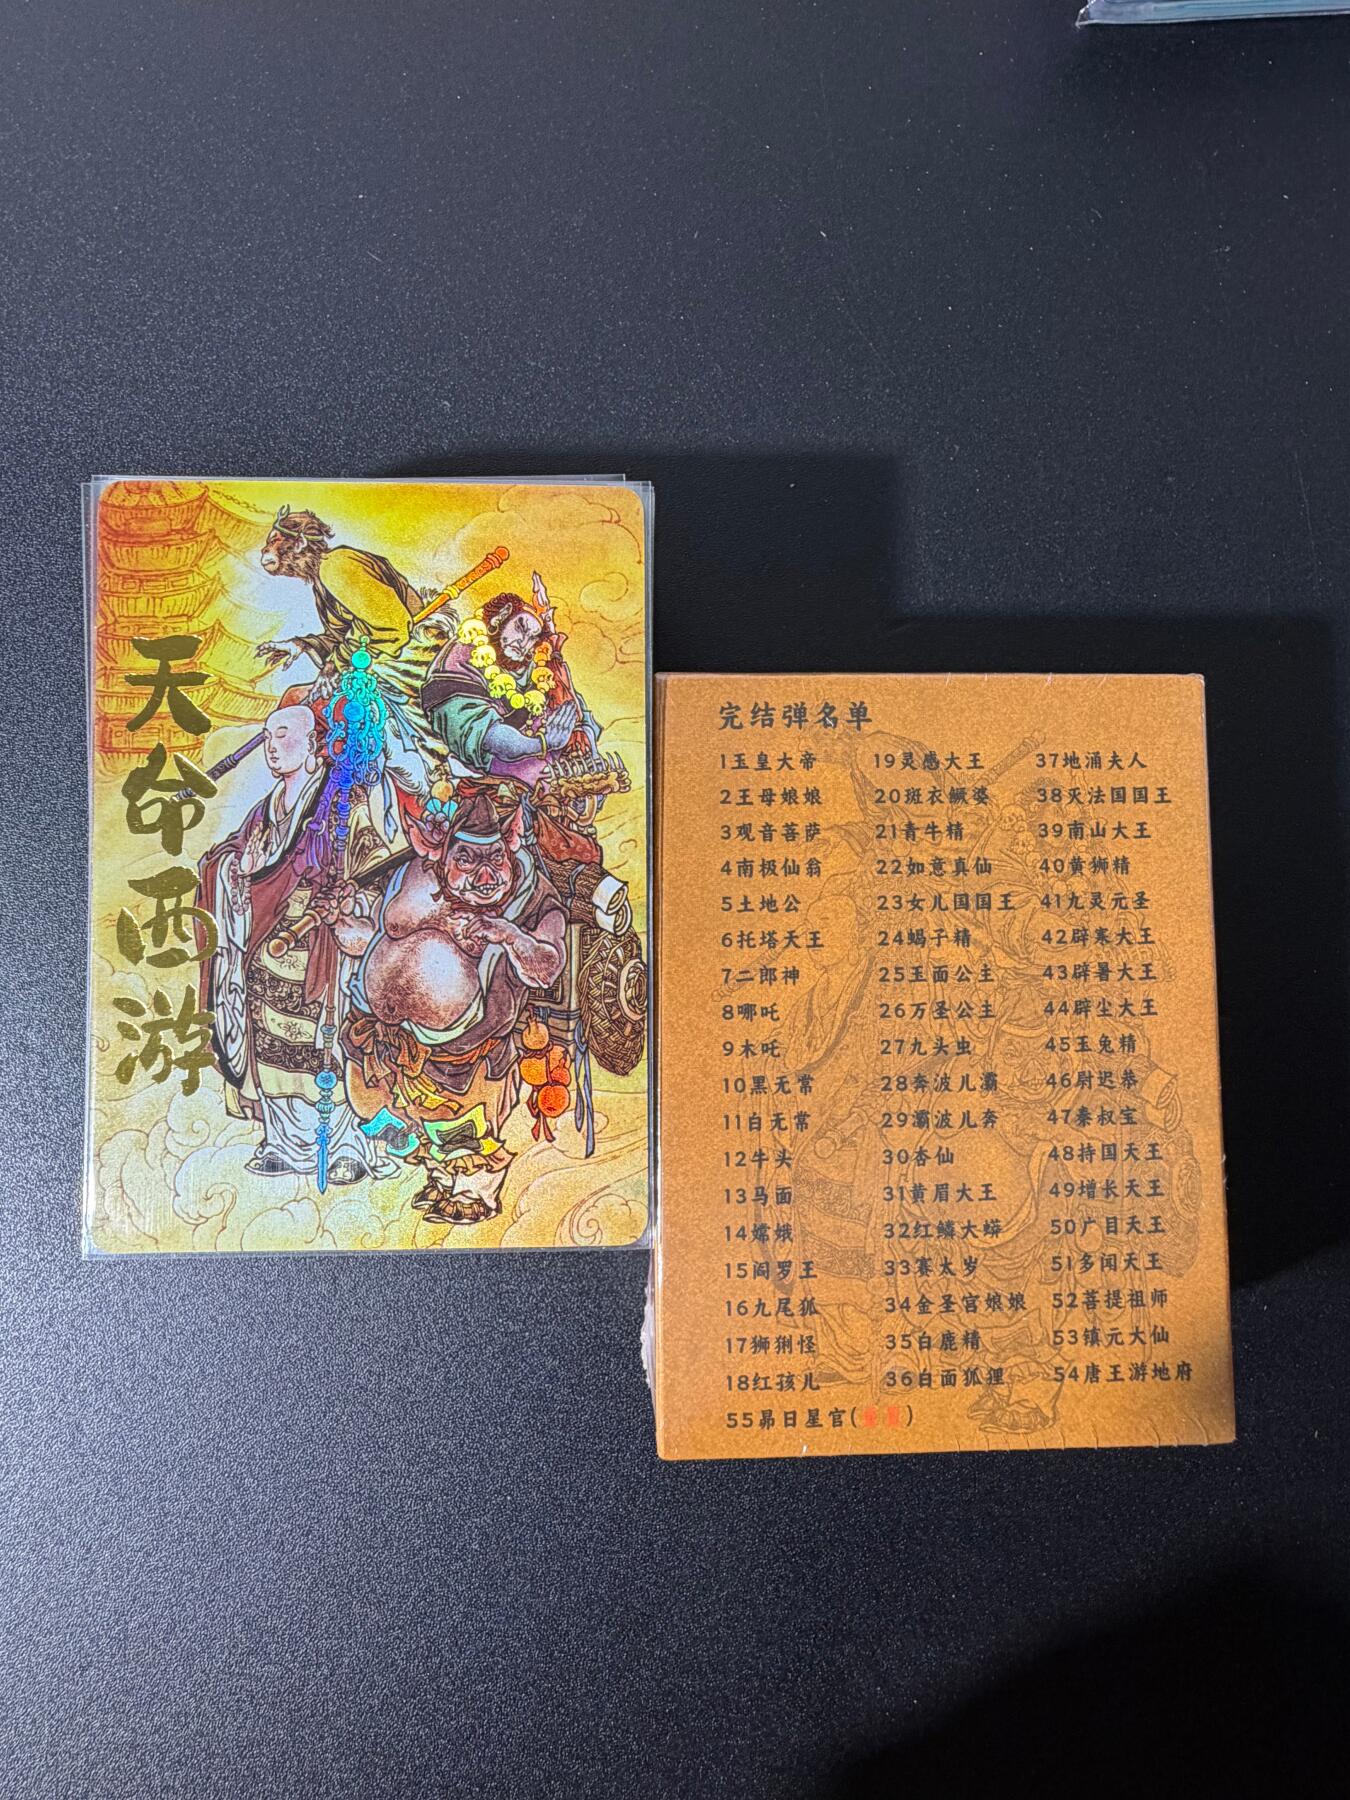 天命西游
完结弹名单
1玉皇大帝 19灵感大王 37地涌夫人
2王母娘娘 20斑衣鳜婆 38灭法国国王
3观音菩萨 21青牛精 39南山大王
4南极仙翁 22如意真仙 40黄狮精
5土地公 23女儿国国王 41九灵元圣
6托塔天王 24蝎子精 42辟寒大王
7二郎神 25玉面公主 43辟暑大王
8哪吒 26万圣公主 44辟尘大王
9木吒 27九头虫 45玉兔精
10黑无常 28奔波儿灞 46尉迟恭
11白无常 29灞波儿奔 47秦叔宝
12牛头 30杏仙 48持国天王
13马面 31黄眉大王 49增长天王
14嫦娥 32红鳞大蟒 50广目天王
15阎罗王 33赛太岁 51多闻天王
16九尾狐 34金圣宫娘娘 52菩提祖师
17狮猁怪 35白鹿精 53镇元大仙
18红孩儿 36白面狐狸 54唐王游地府
55昴日星官( )